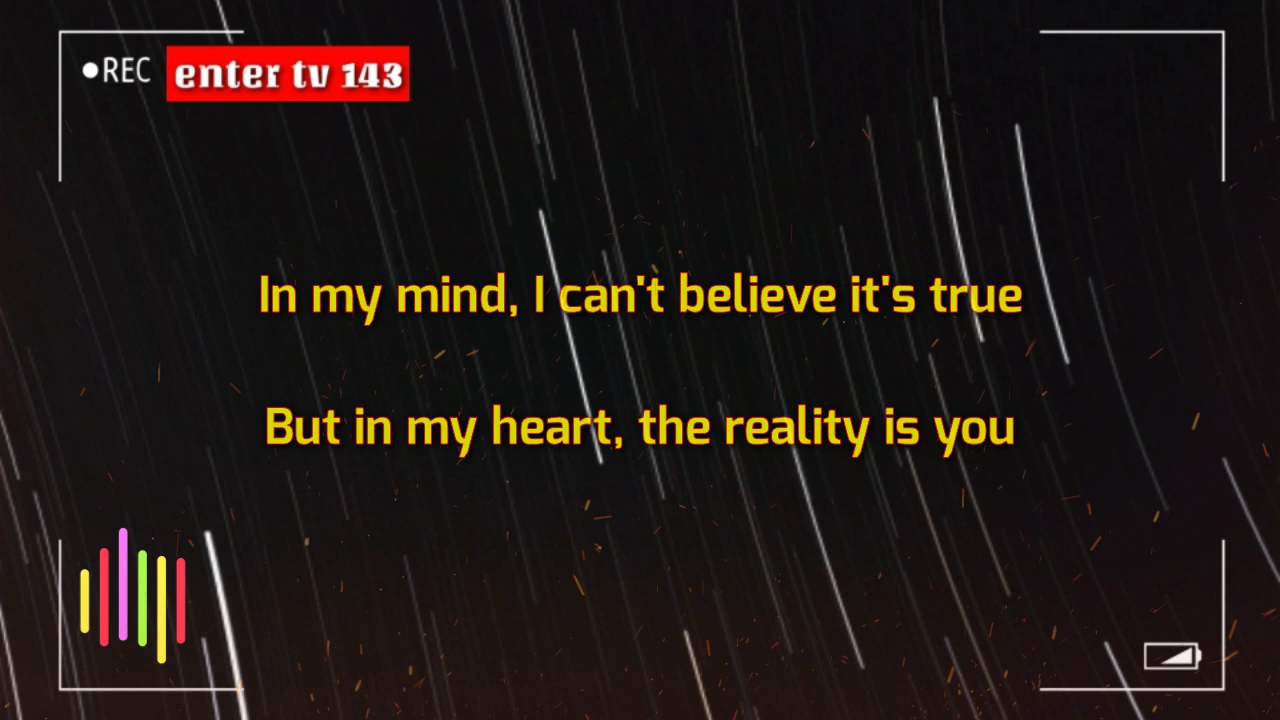 ●REC
enter tv 143
In my mind, I can't believe it's true
But in my heart, the reality is you